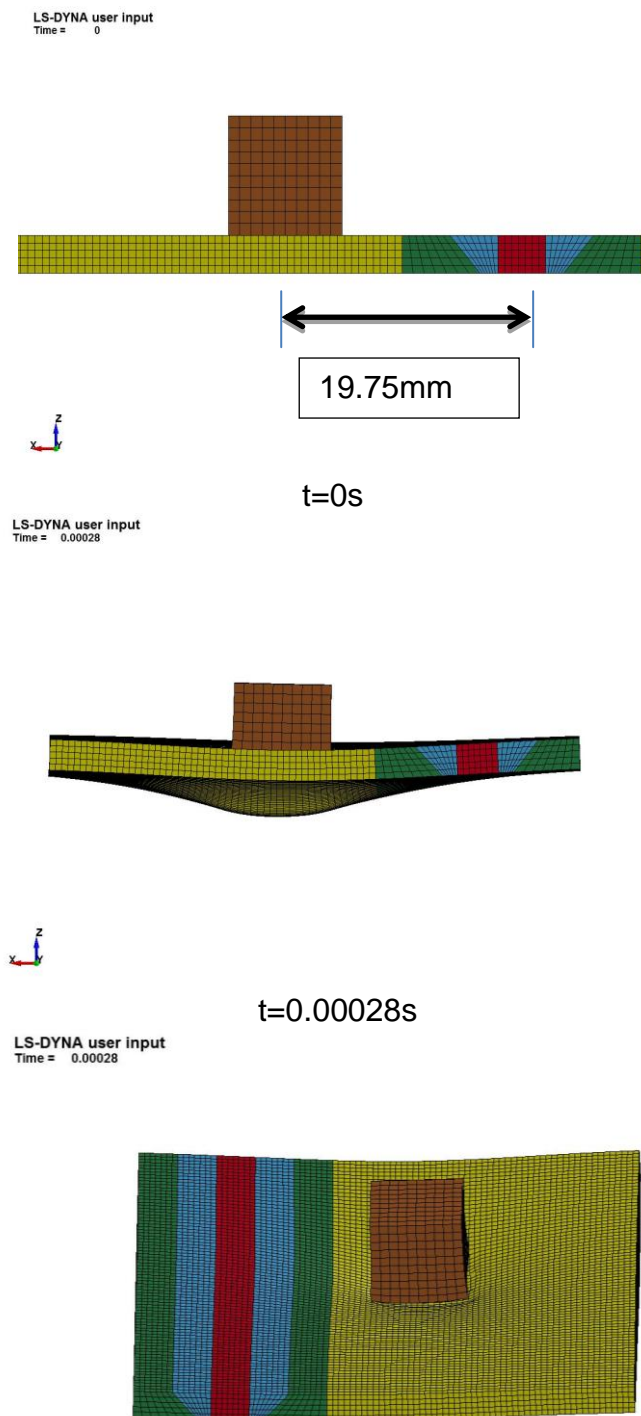 LS-DYNA user input
Time = 0
19.75mm
Z
X Y
t=0s
LS-DYNA user input
Time = 0.00028
Z
X Y
t=0.00028s
LS-DYNA user input
Time = 0.00028